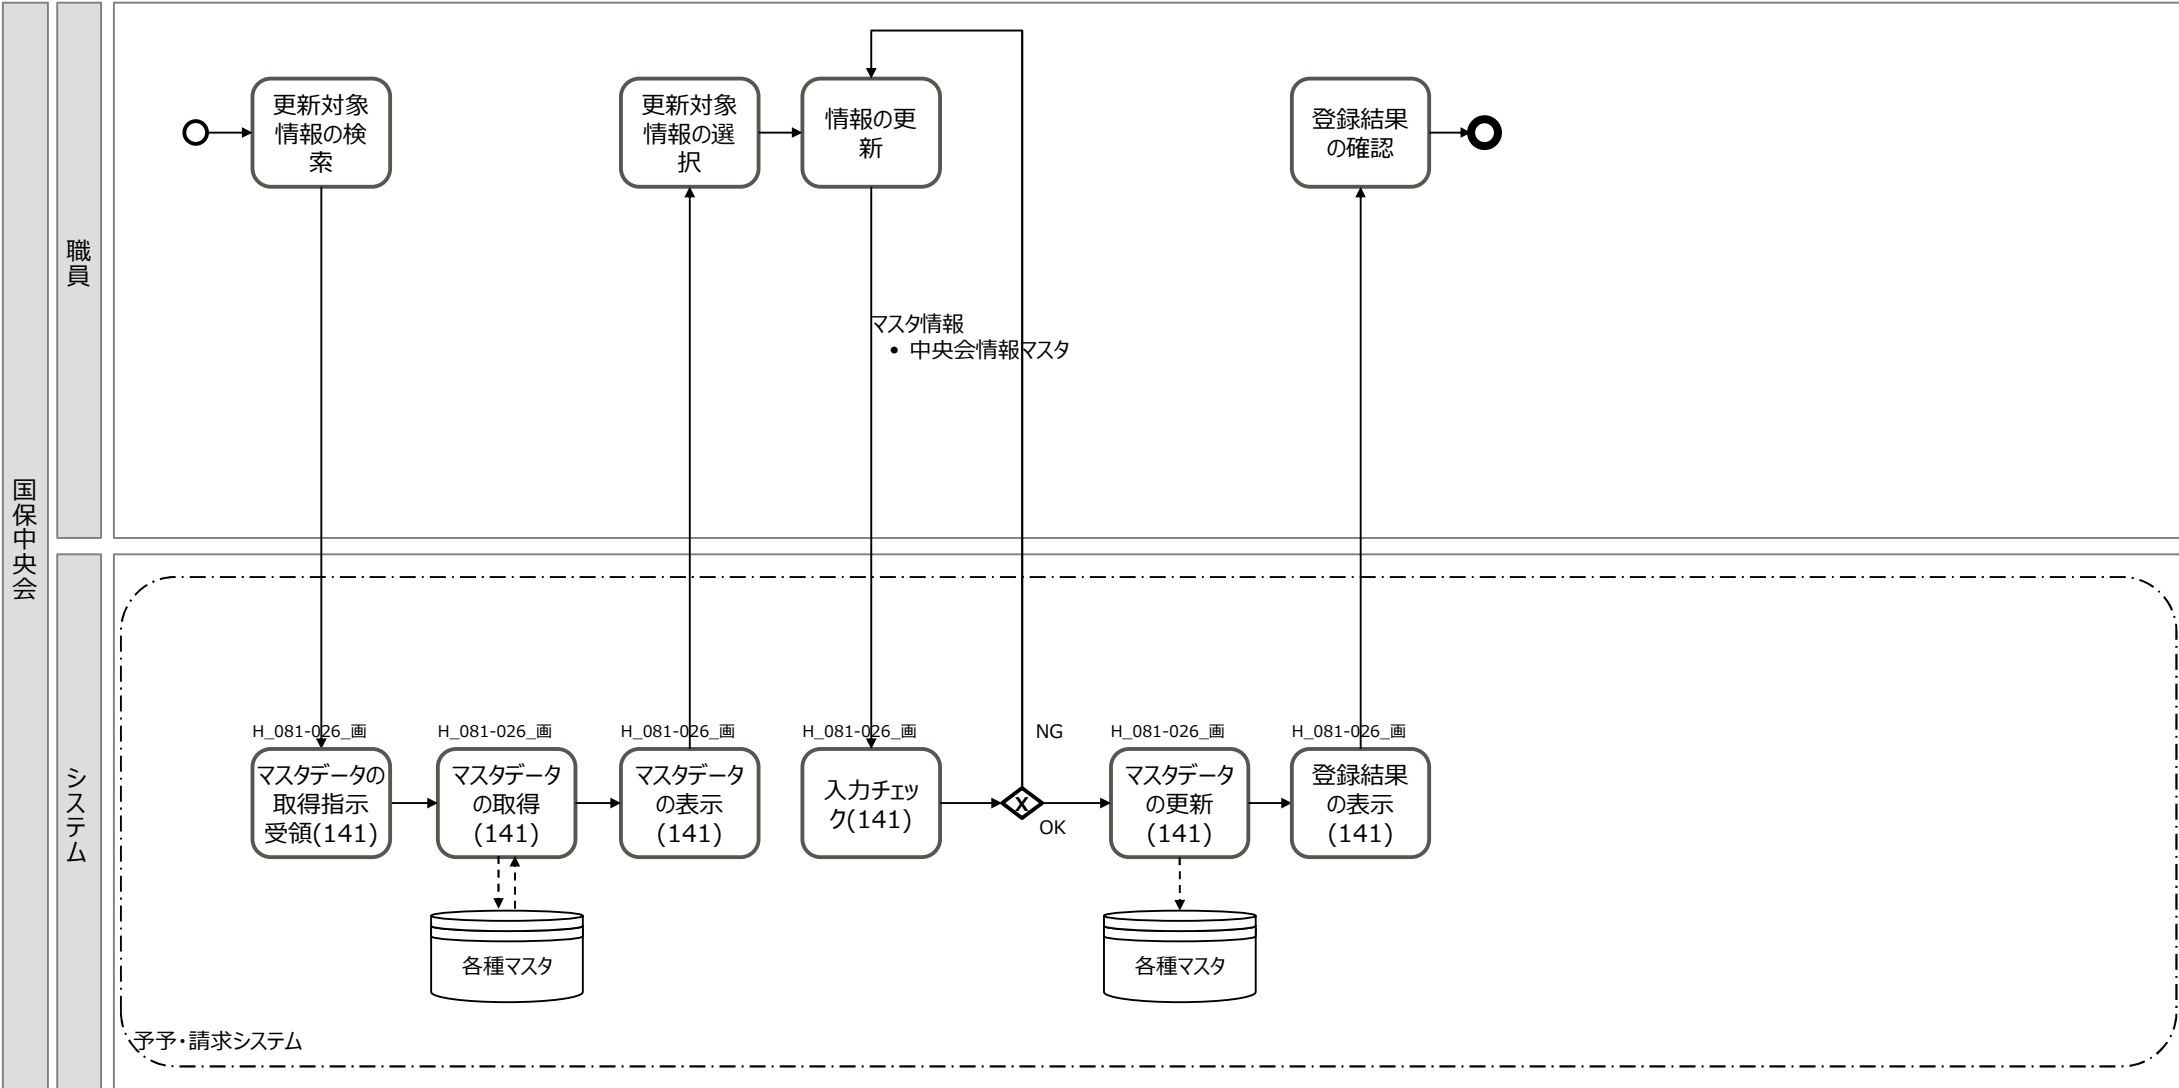 国保中央会
職員
更新対象
情報の検
索
更新対象
情報の選
択
情報の更
新
登録結果
の確認
マスタ情報
• 中央会情報マスタ
システム
H_081-026_画
マスタデータの
取得指示
受領(141)
H_081-026_画
マスタデータ
の取得
(141)
H_081-026_画
マスタデータ
の表示
(141)
H_081-026_画
入力チェッ
ク(141)
X
NG
OK
H_081-026_画
マスタデータ
の更新
(141)
H_081-026_画
登録結果
の表示
(141)
各種マスタ
各種マスタ
予予・請求システム